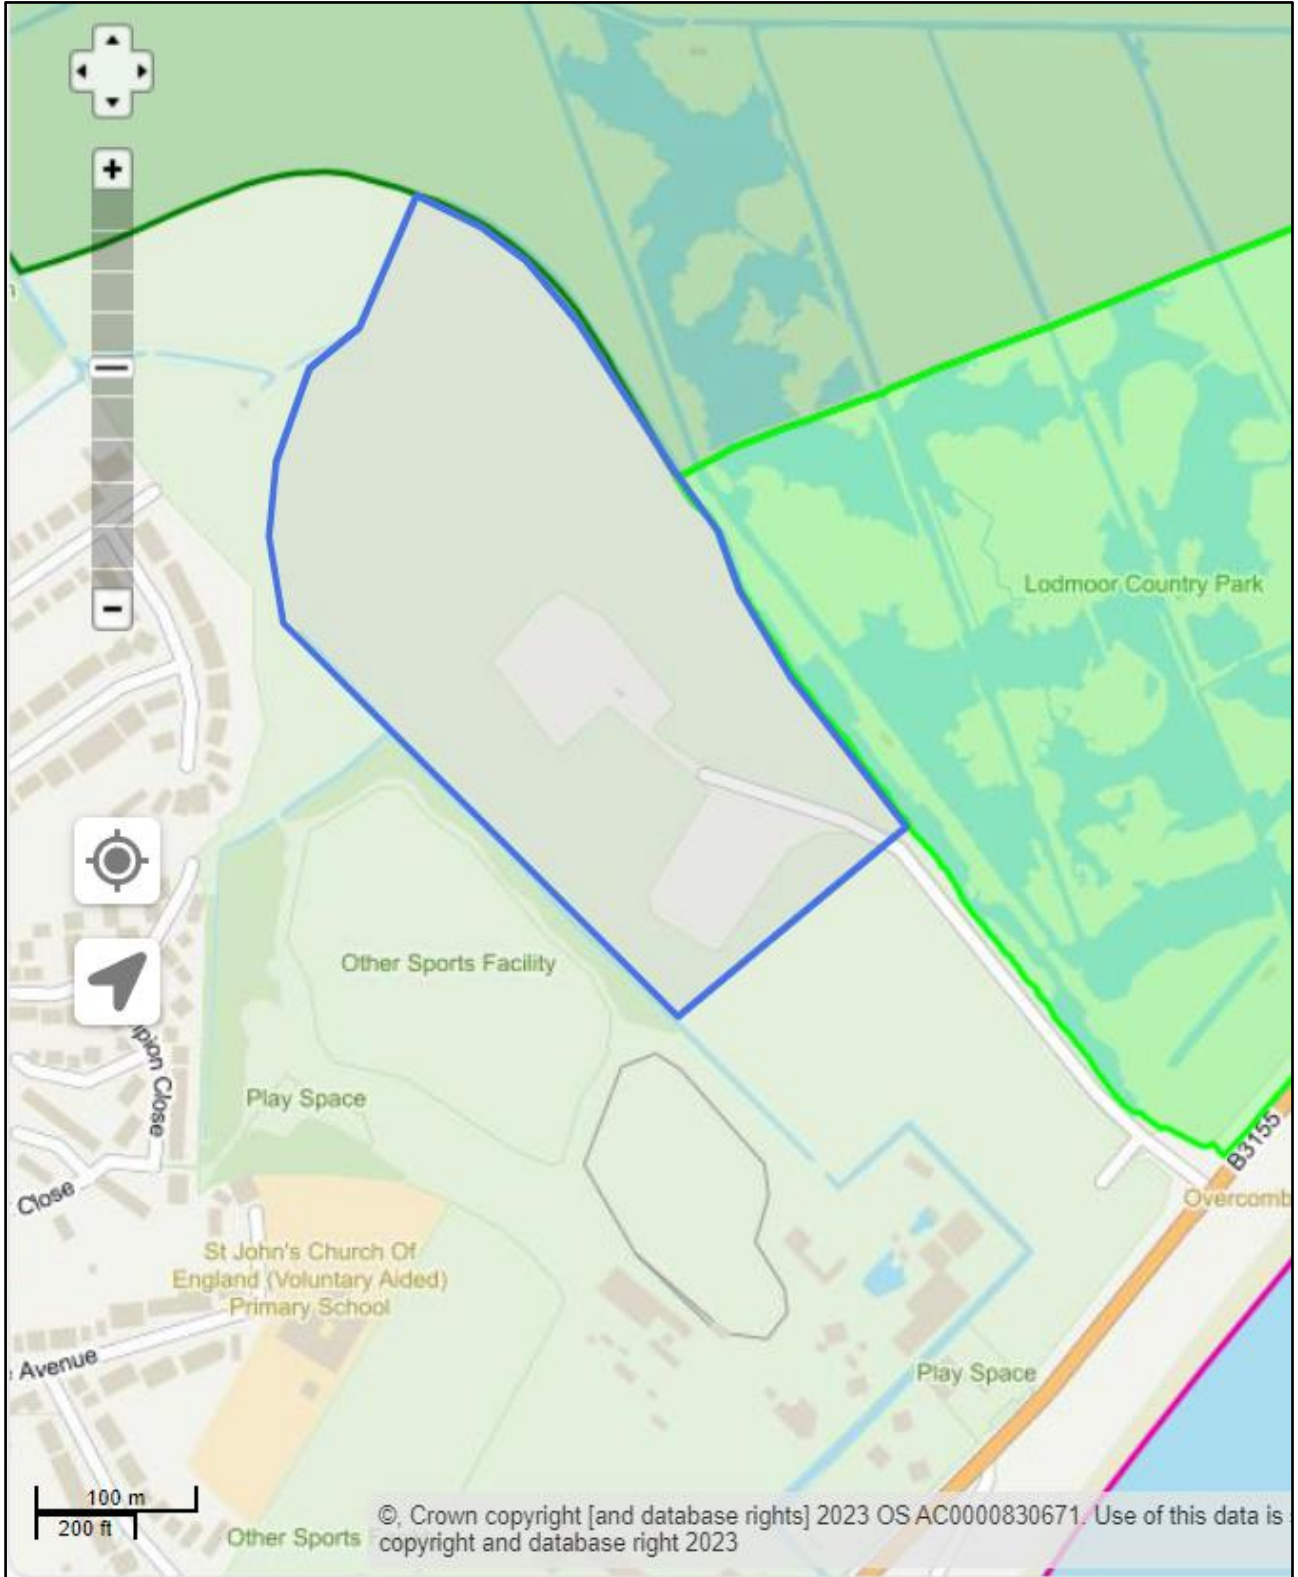 +
−
Lodmoor Country Park
Other Sports Facility
Play Space
Close
B3155
Overcomb
St John's Church Of
England (Voluntary Aided)
Primary School
Avenue
Play Space
100 m
200 ft
Other Sports
©, Crown copyright [and database rights] 2023 OS AC0000830671. Use of this data is
copyright and database right 2023